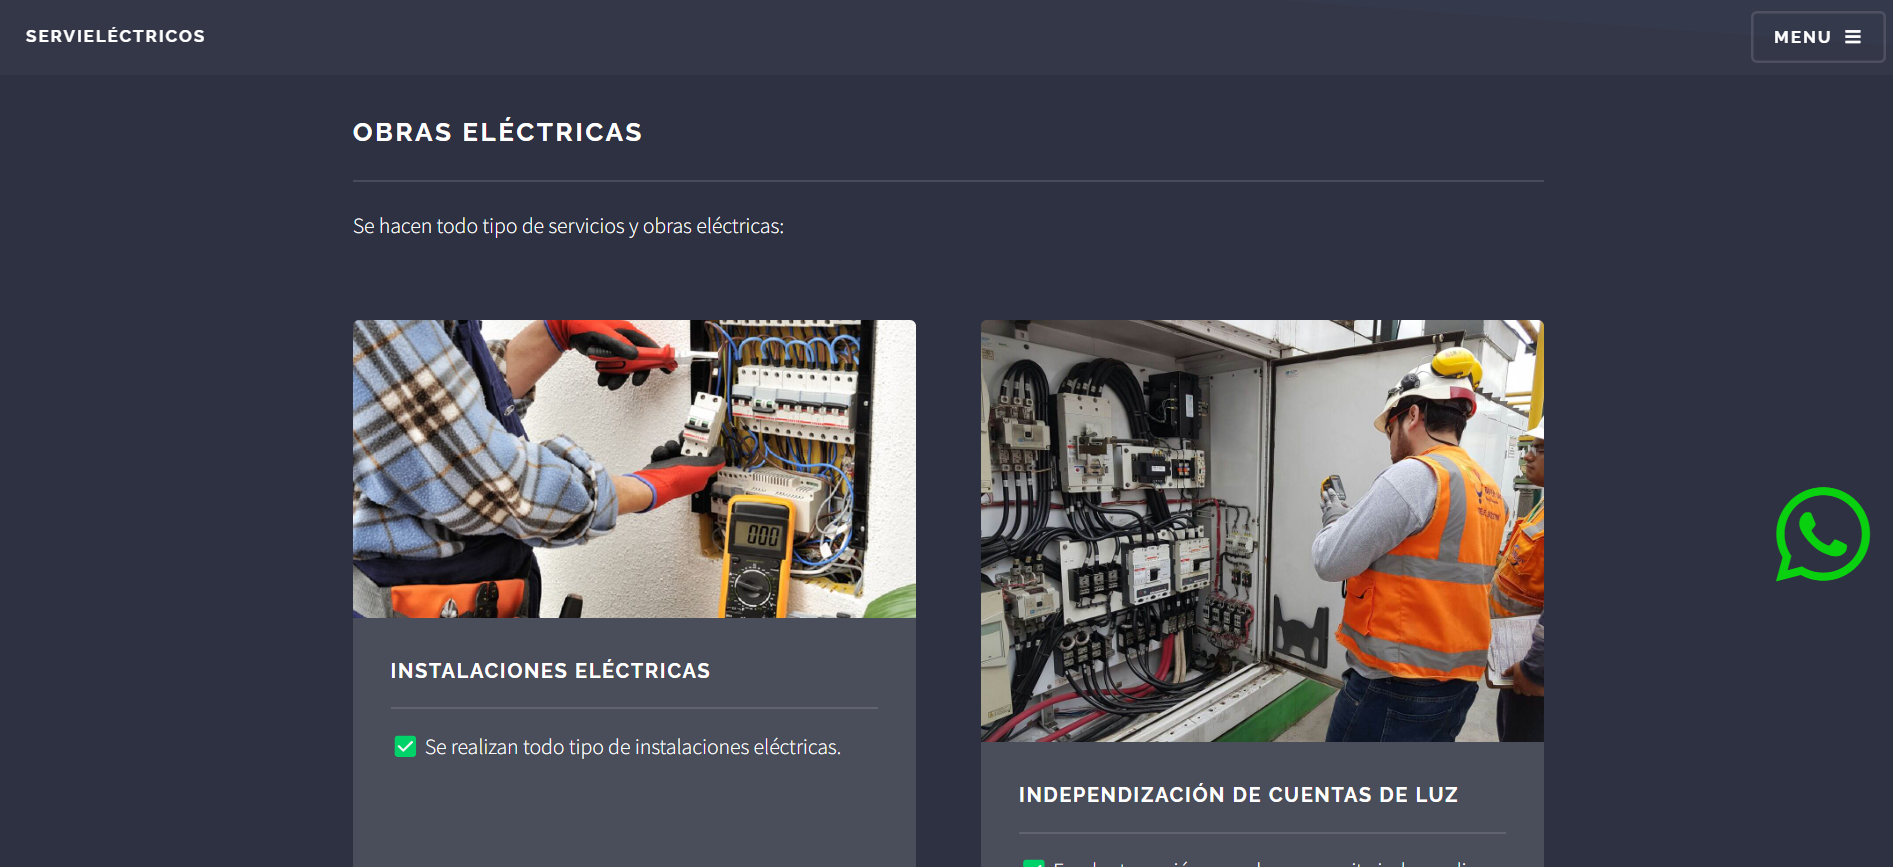 SERVIELÉCTRICOS
MENU
OBRAS ELÉCTRICAS
Se hacen todo tipo de servicios y obras eléctricas:
000
INSTALACIONES ELÉCTRICAS
Se realizan todo tipo de instalaciones eléctricas.
INDEPENDIZACIÓN DE CUENTAS DE LUZ